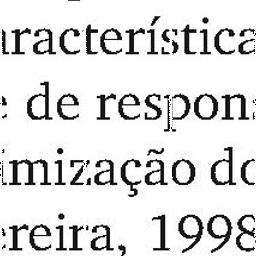 aracterística
e de respon
imização do
ereira, 1998